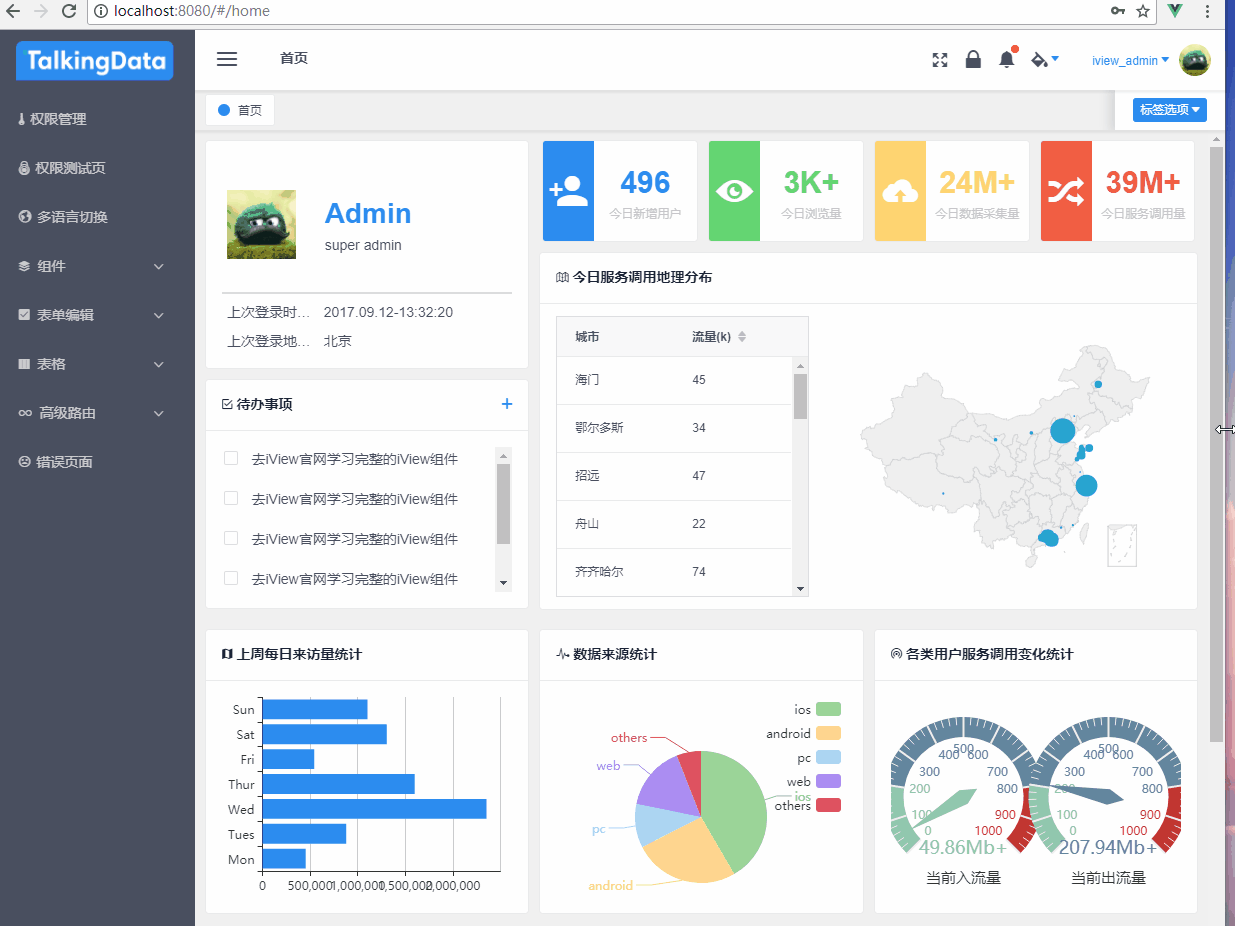 localhost:8080/#/home
TalkingData
首页
iview_admin
首页
标签选项
权限管理
权限测试页
多语言切换
组件
表单编辑
表格
高级路由
错误页面
Admin
super admin
上次登录时... 2017.09.12-13:32:20
上次登录地... 北京
496
今日新增用户
3K+
今日浏览量
24M+
今日数据采集量
39M+
今日服务调用量
待办事项
去iView官网学习完整的iView组件
去iView官网学习完整的iView组件
去iView官网学习完整的iView组件
去iView官网学习完整的iView组件
今日服务调用地理分布
城市 流量(k)
海门 45
鄂尔多斯 34
招远 47
舟山 22
齐齐哈尔 74
上周每日来访量统计
Sun
Sat
Fri
Thur
Wed
Tues
Mon
0 500,000 1,000,000 1,500,000 2,000,000
数据来源统计
ios
android
pc
web
others
others
web
pc
android
ios
各类用户服务调用变化统计
0
100
200
300
400
500
600
700
800
900
1000
49.86Mb+
当前入流量
0
100
200
300
400
500
600
700
800
900
1000
207.94Mb+
当前出流量